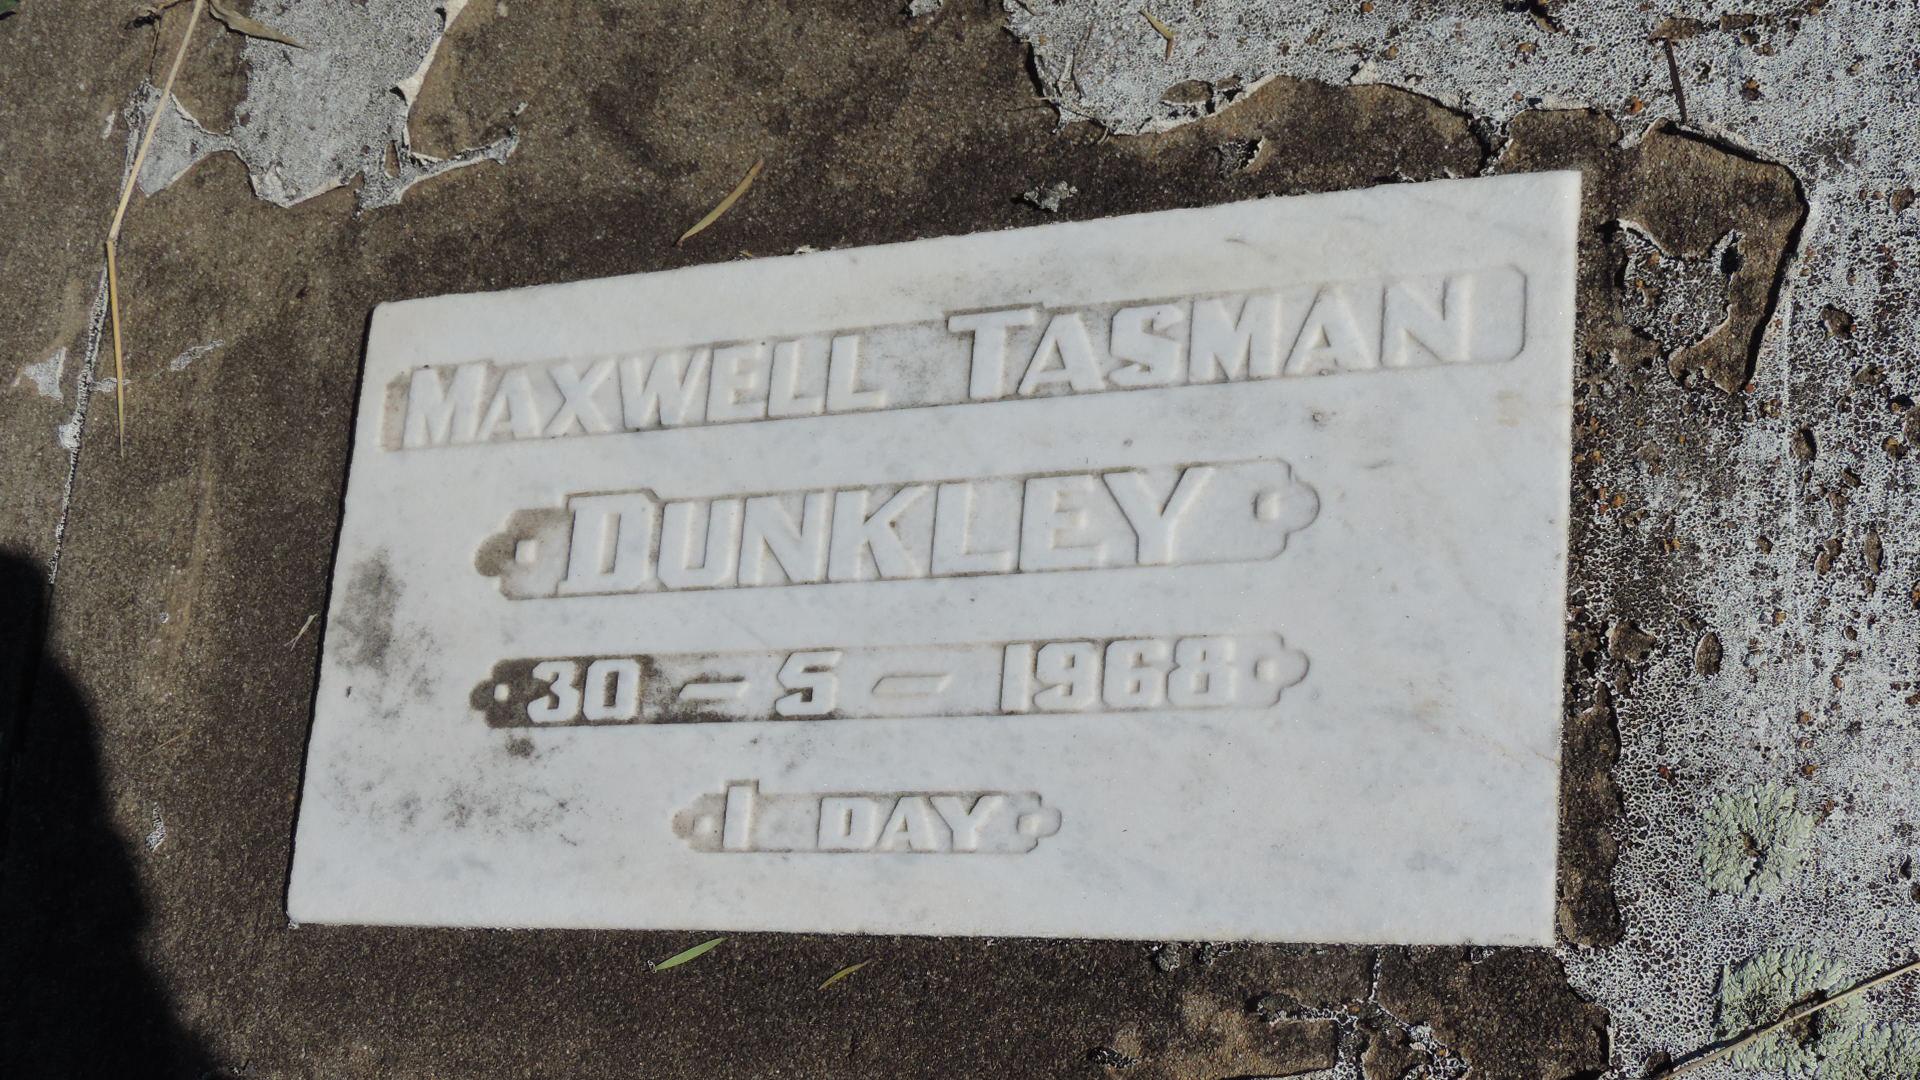 MAXWELL TASMAN
DUNKLEY
30 - 5 - 1968
1 DAY